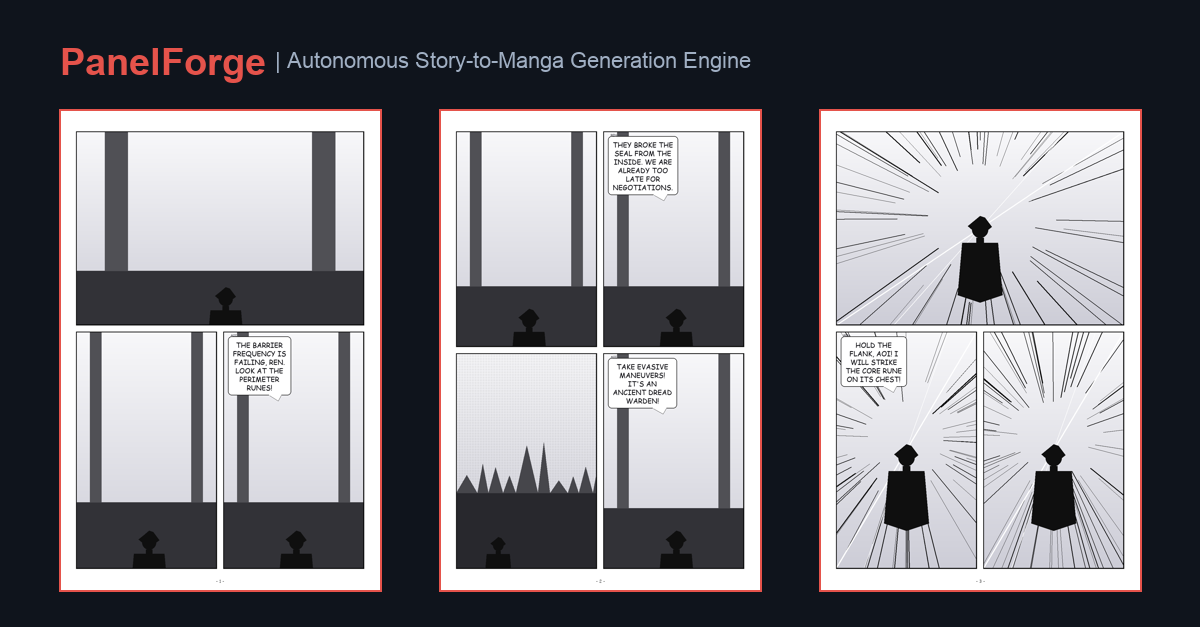 PanelForge | Autonomous Story-to-Manga Generation Engine
THE BARRIER
FREQUENCY IS
FAILING, REN.
LOOK AT THE
PERIMETER
RUNES!
- 1 -
THEY BROKE THE
SEAL FROM THE
INSIDE. WE ARE
ALREADY TOO
LATE FOR
NEGOTIATIONS.
TAKE EVASIVE
MANEUVERS!
IT'S AN
ANCIENT DREAD
WARDEN!
- 2 -
HOLD THE
FLANK, AOI! I
WILL STRIKE
THE CORE RUNE
ON ITS CHEST!
- 3 -